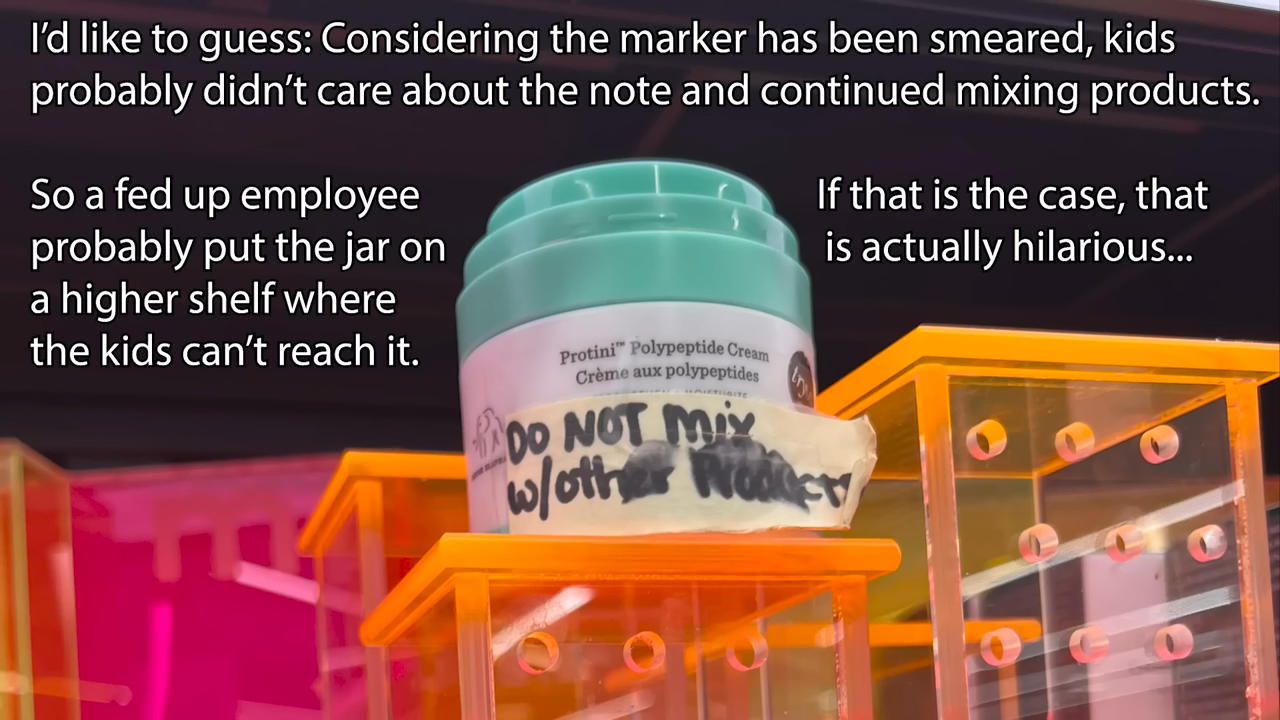 I’d like to guess: Considering the marker has been smeared, kids
probably didn’t care about the note and continued mixing products.
So a fed up employee
probably put the jar on
a higher shelf where
the kids can’t reach it.
If that is the case, that
is actually hilarious...
Protini™ Polypeptide Cream
Crème aux polypeptides
DO NOT mix
w/other Products